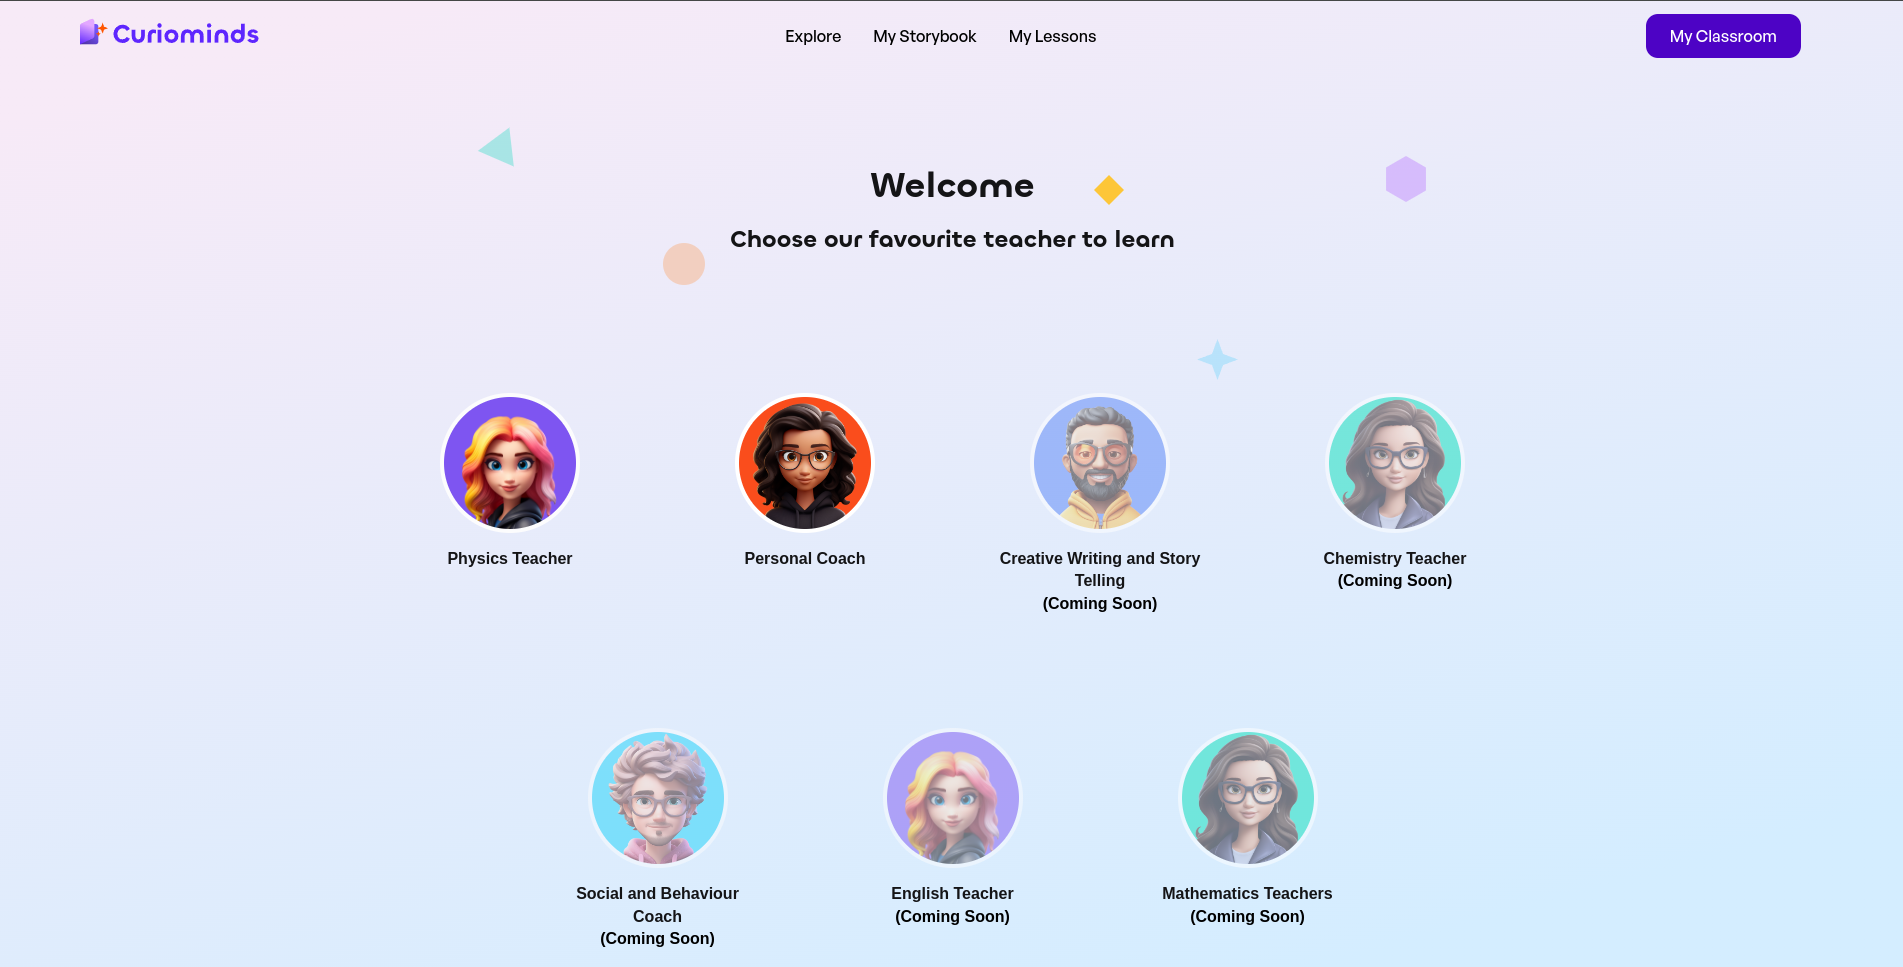 Curiominds
Explore
My Storybook
My Lessons
My Classroom
Welcome
Choose our favourite teacher to learn
Physics Teacher
Personal Coach
Creative Writing and Story
Telling
(Coming Soon)
Chemistry Teacher
(Coming Soon)
Social and Behaviour
Coach
(Coming Soon)
English Teacher
(Coming Soon)
Mathematics Teachers
(Coming Soon)